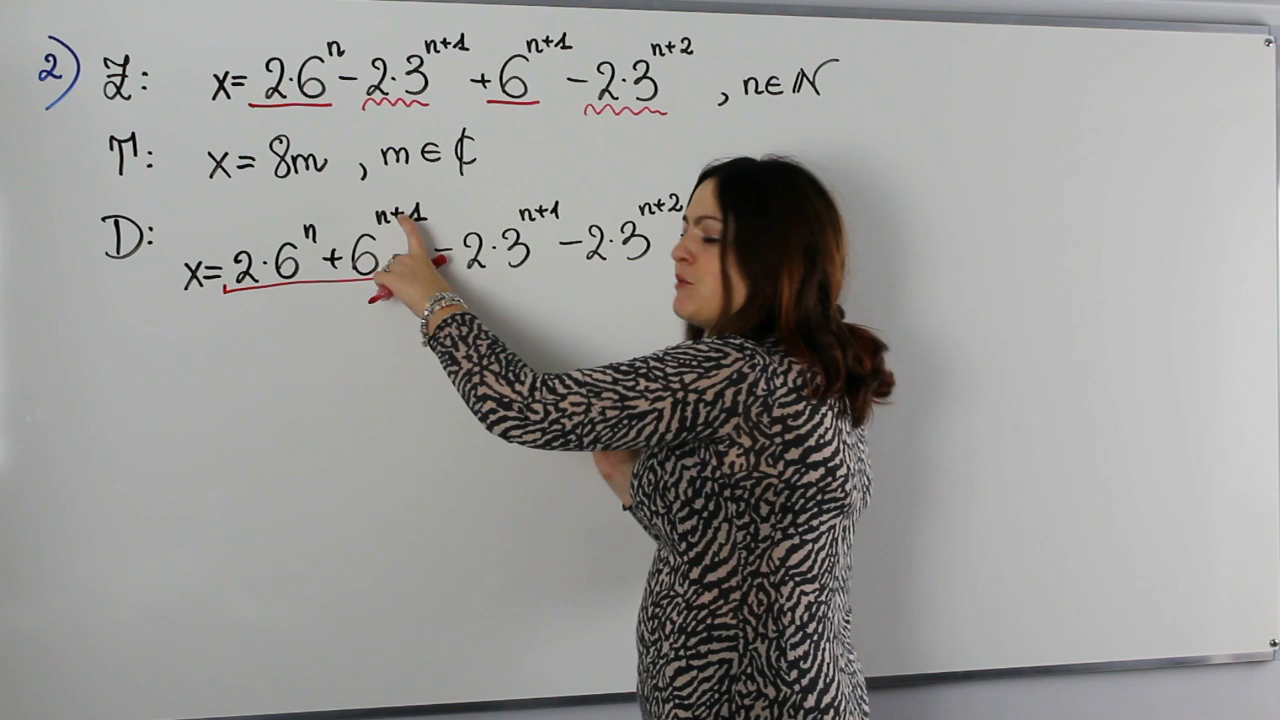 2) Z: x = 2·6ⁿ - 2·3ⁿ⁺¹ + 6ⁿ⁺¹ - 2·3ⁿ⁺² , n∈ℕ
T: x = 8m , m∈ℂ
D: x = 2·6ⁿ + 6ⁿ⁺¹ - 2·3ⁿ⁺¹ - 2·3ⁿ⁺²